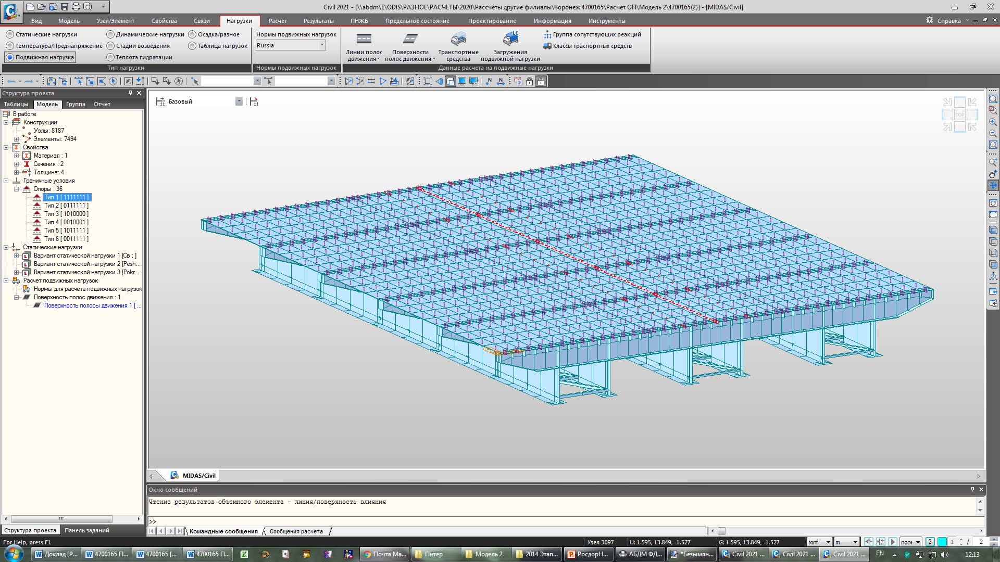 Civil 2021 - [\\abdm\E\ODIS\РАЗНОЕ\РАСЧЕТЫ\2020\Рассчеты другие филиалы\Воронеж 4700165\Расчет ОП\Модель 2\4700165(2)] - [MIDAS/Civil]
Вид Модель Узел/Элемент Свойства Связи Нагрузки Расчет Результаты ПНЖБ Предельное состояние Проектирование Информация Инструменты Справка
Статические нагрузки Динамические нагрузки Осадка/разное
Температура/Преднапряжение Стадии возведения Таблица нагрузок
Подвижная нагрузка Теплота гидратации
Тип нагрузки
Нормы подвижных нагрузок
Russia
Нормы подвижных нагрузок
Линии полос движения
Поверхности полос движения
Транспортные средства
LC
Загружения подвижной нагрузки
Группа сопутствующих реакций
Классы траспортных средств
Данные расчета на подвижные нагрузки
Структура проекта
Таблицы Модель Группа Отчет
В работе
Конструкции
Узлы: 8187
Элементы: 7494
Свойства
Материал : 1
Сечения : 2
Толщина: 4
Граничные условия
Опоры : 36
Тип 1 [ 1111111 ]
Тип 2 [ 0111111 ]
Тип 3 [ 1010000 ]
Тип 4 [ 0010001 ]
Тип 5 [ 1011111 ]
Тип 6 [ 0011111 ]
Статические нагрузки
Вариант статической нагрузки 1 [Св ; ]
Вариант статической нагрузки 2 [Pesh...
Вариант статической нагрузки 3 [Pokr...
Расчет подвижных нагрузок
Нормы для расчета подвижных нагрузок
Поверхность полос движения : 1
Поверхность полосы движения 1 [ ...
Структура проекта Панель заданий
Базовый
TOP
MIDAS/Civil
Окно сообщений
Чтение результатов объемного элемента - линия/поверхность влияния
>>
Командные сообщения Сообщения расчета
For Help, press F1
Узел-3097 U: 1.595, 13.849, -1.527 G: 1.595, 13.849, -1.527 tonf m none 1 / 2
Доклад [Р... 4700165 П... 4700165 [... 4700165 П... Почта Ma... Питер Модель 2 2014 Этап... РосдорН... АБДМ ФД... *Безымян... Civil 2021 ... Civil 2021 ... Civil 2021 ... EN 12:13